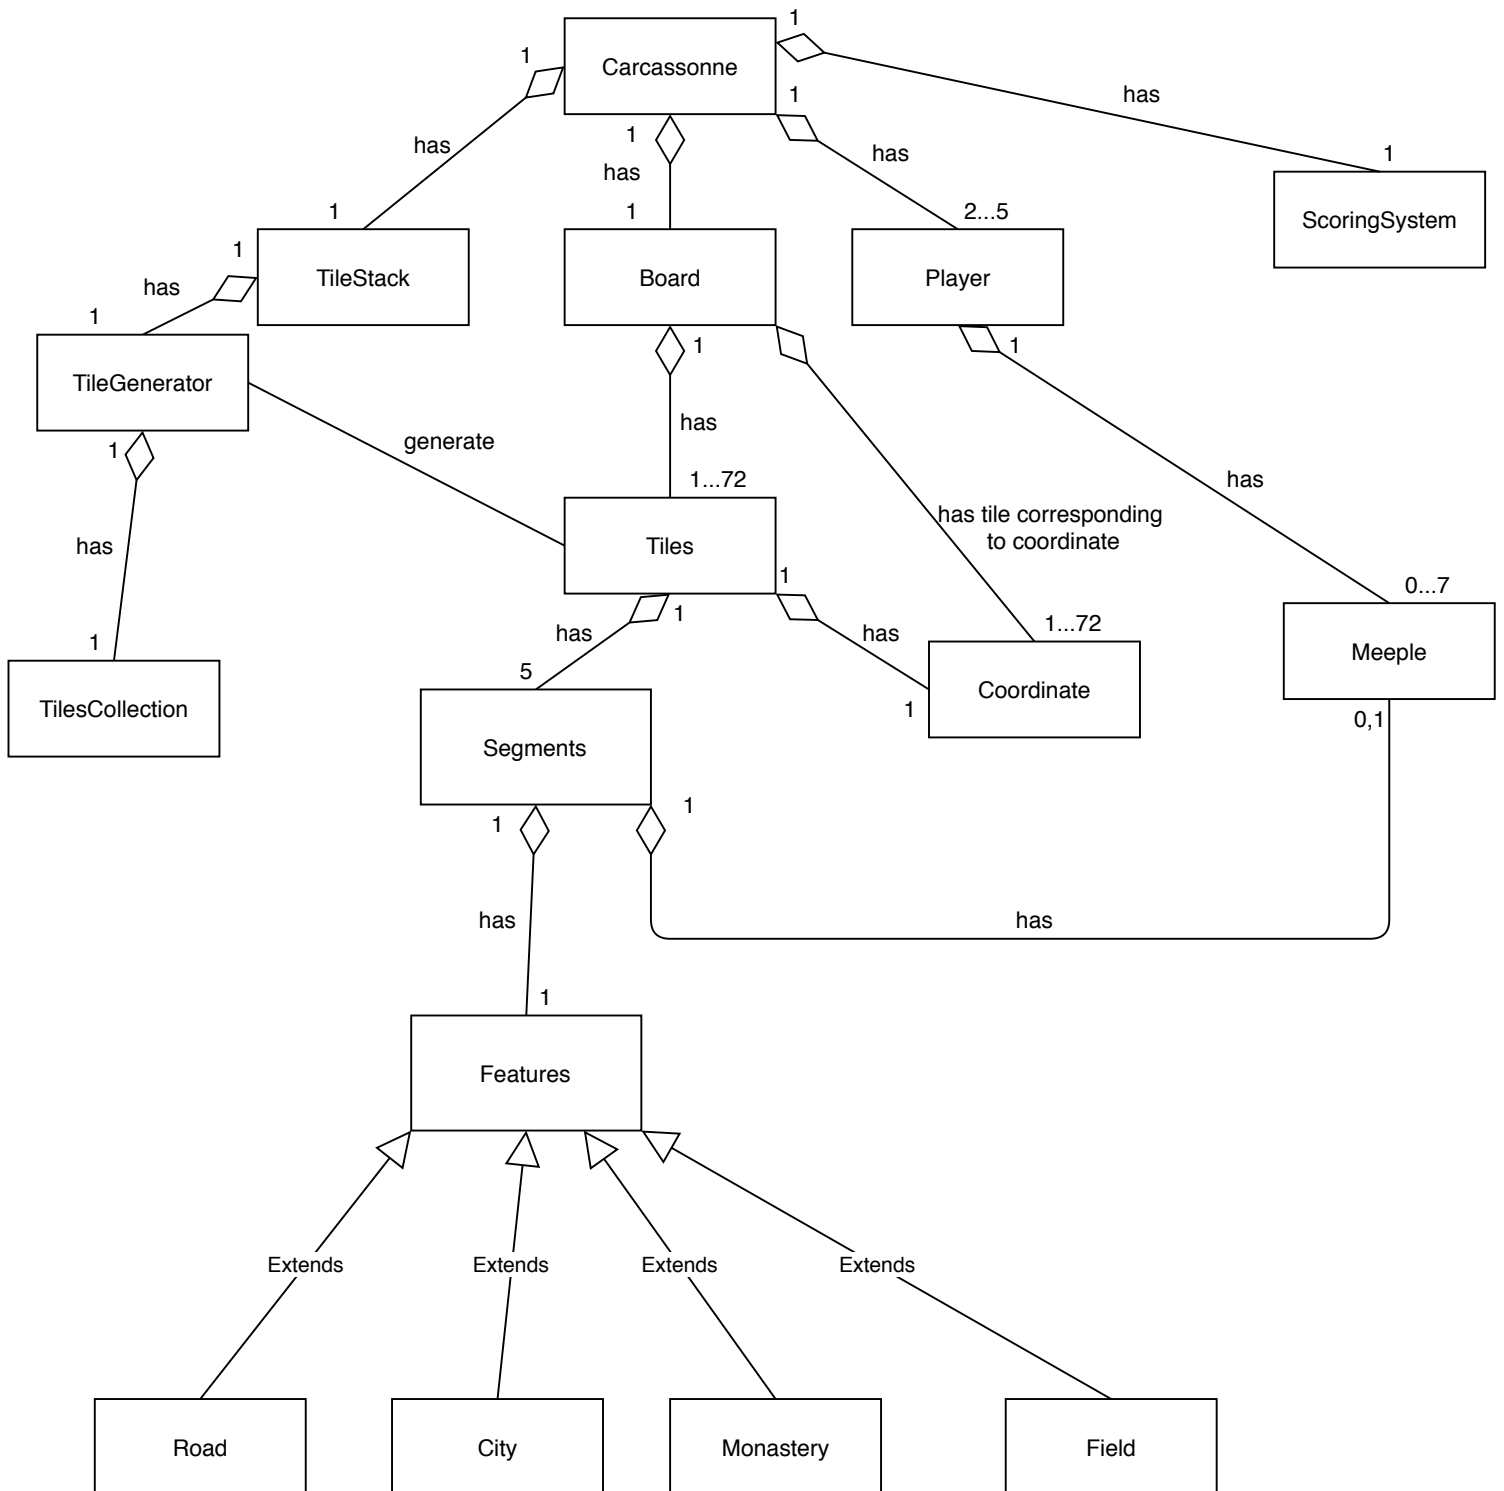 1
Carcassonne
1
1
has
has
1
has
1
has
1
ScoringSystem
1
1
2...5
1
TileStack
Board
Player
has
1
1
1
TileGenerator
has
generate
1
has
1...72
has
has tile corresponding
to coordinate
Tiles
1
1
has
has
1...72
0...7
Meeple
1
5
1
Coordinate
TilesCollection
0,1
Segments
1
1
has
has
1
Features
Extends
Extends
Extends
Extends
Road
City
Monastery
Field